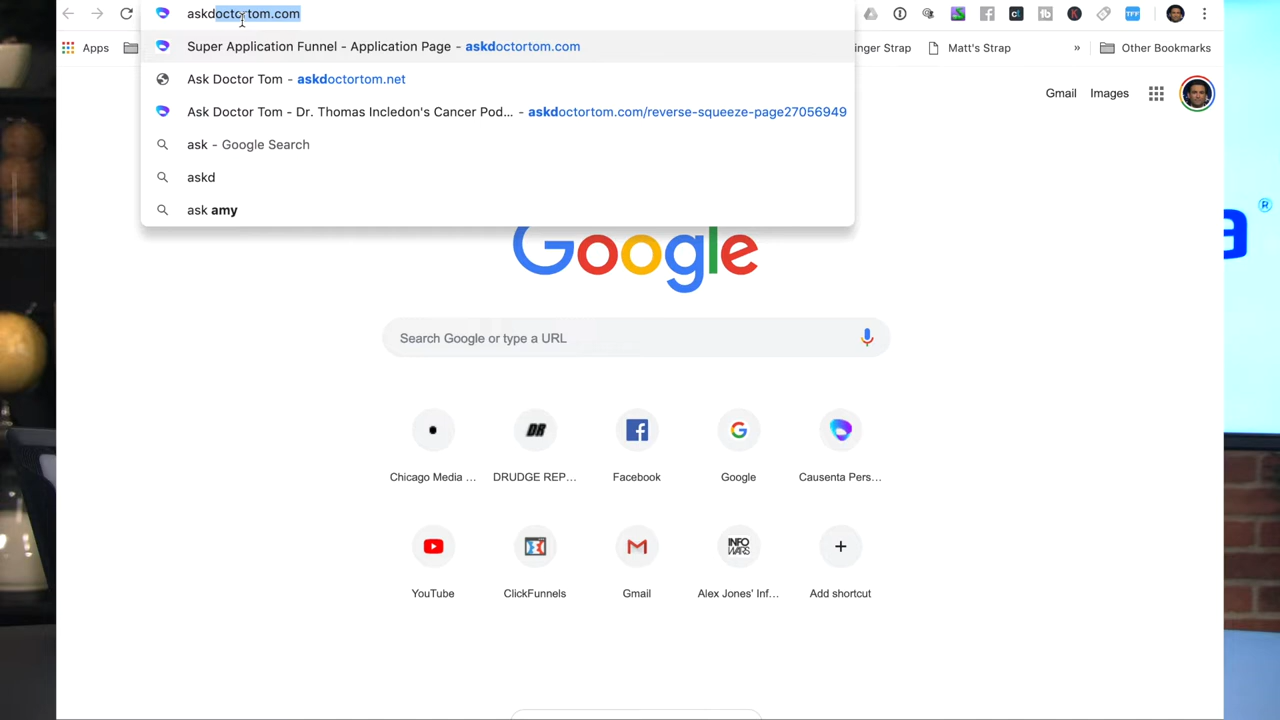 askdoctortom.com
TFF
Super Application Funnel - Application Page - askdoctortom.com
Apps
inger Strap
Matt's Strap
»
Other Bookmarks
Ask Doctor Tom - askdoctortom.net
Gmail
Images
Ask Doctor Tom - Dr. Thomas Incledon's Cancer Pod... - askdoctortom.com/reverse-squeeze-page27056949
ask - Google Search
askd
ask amy
a®
Google
Search Google or type a URL
DR
Chicago Media ...
DRUDGE REP...
Facebook
Google
Causenta Pers...
INFO
WARS
YouTube
ClickFunnels
Gmail
Alex Jones' Inf...
Add shortcut